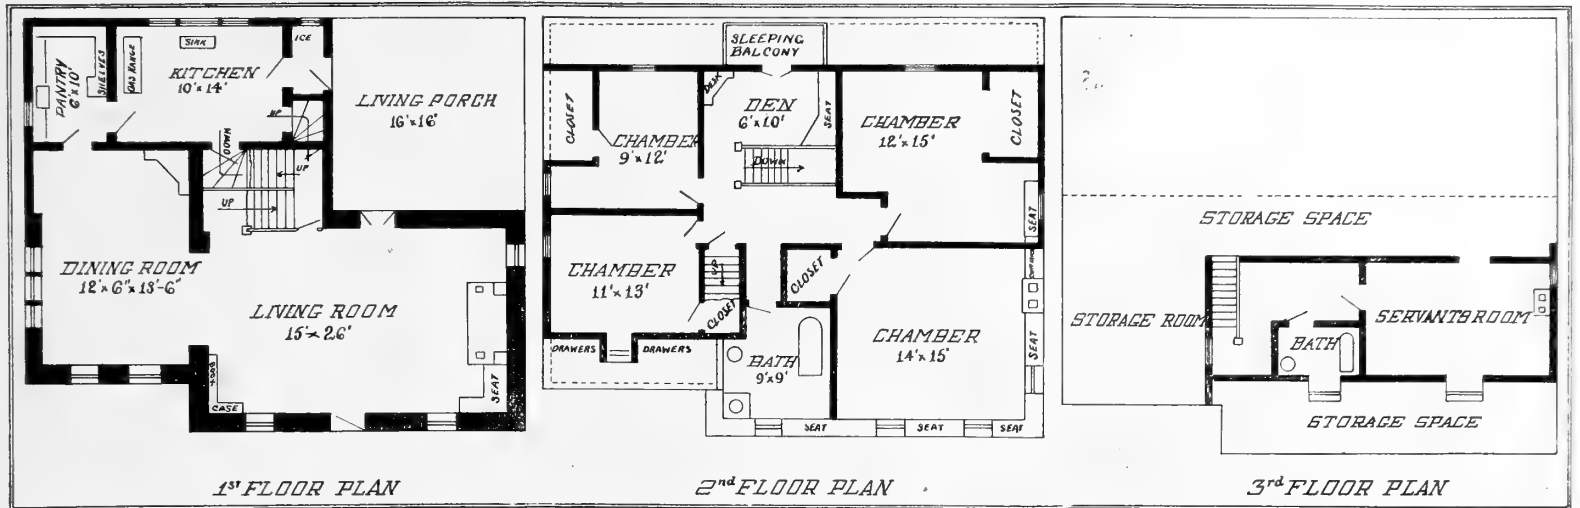 ICE
SINK
GAS RANGE
SHELVES
PANTRY
6'x10'
KITCHEN
10'x14'
LIVING PORCH
16'x16'
UP
DOWN
UP
UP
DINING ROOM
12'x6"x13'-6"
LIVING ROOM
15'x26'
BOOK
CASE
SEAT
1ST FLOOR PLAN
SLEEPING
BALCONY
DESK
DEN
6'x10'
SEAT
CLOSET
CHAMBER
9'x12'
CHAMBER
12'x15'
CLOSET
DOWN
SEAT
CHAMBER
11'x13'
UP
CLOSET
CLOSET
DRAWERS
DRAWERS
BATH
9'x9'
CHAMBER
14'x15'
SEAT
SEAT
SEAT
SEAT
2nd FLOOR PLAN
STORAGE SPACE
STORAGE ROOM
SERVANTS ROOM
BATH
STORAGE SPACE
3rd FLOOR PLAN